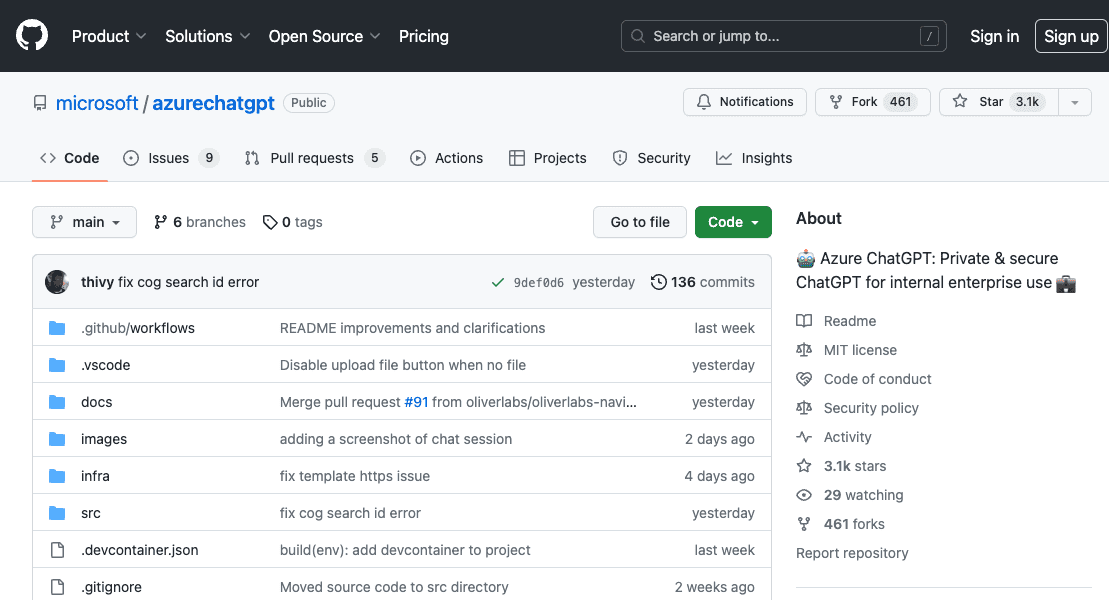 Product Solutions Open Source Pricing Search or jump to... / Sign in Sign up
microsoft / azurechatgpt Public Notifications Fork 461 Star 3.1k
Code Issues 9 Pull requests 5 Actions Projects Security Insights
main 6 branches 0 tags Go to file Code
thivy fix cog search id error 9def0d6 yesterday 136 commits
.github/workflows README improvements and clarifications last week
.vscode Disable upload file button when no file yesterday
docs Merge pull request #91 from oliverlabs/oliverlabs-navi... yesterday
images adding a screenshot of chat session 2 days ago
infra fix template https issue 4 days ago
src fix cog search id error yesterday
.devcontainer.json build(env): add devcontainer to project last week
.gitignore Moved source code to src directory 2 weeks ago
About
🤖 Azure ChatGPT: Private & secure
ChatGPT for internal enterprise use 💼
Readme
MIT license
Code of conduct
Security policy
Activity
3.1k stars
29 watching
461 forks
Report repository